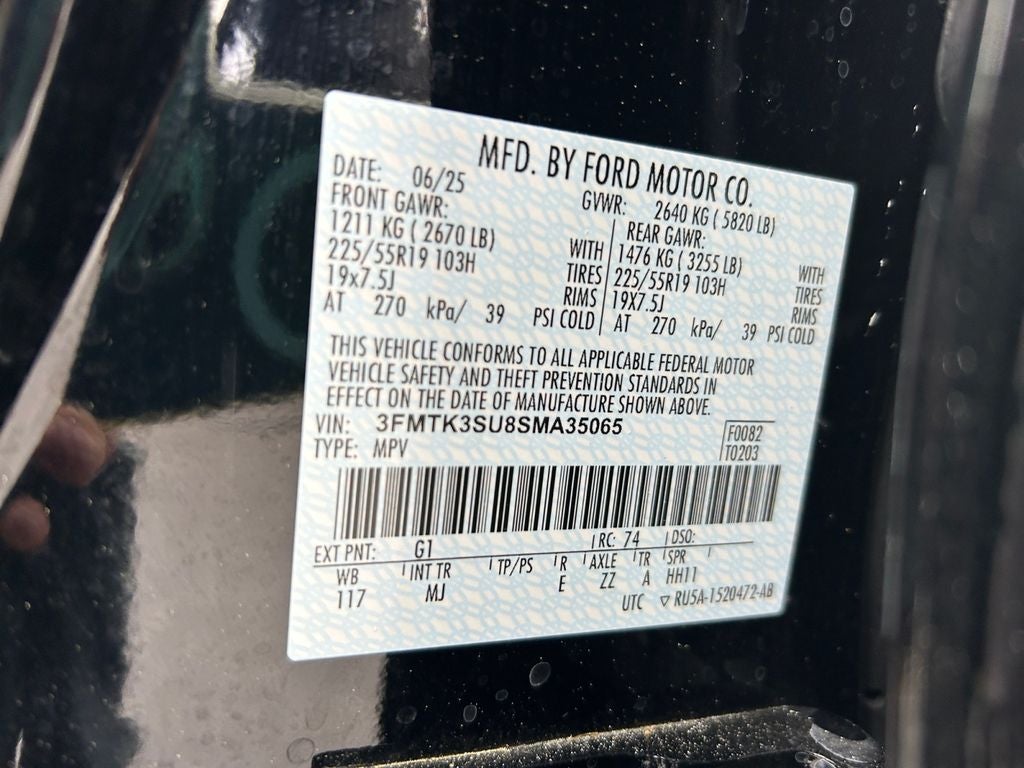 MFD. BY FORD MOTOR CO.
DATE: 06/25 GVWR: 2640 KG ( 5820 LB)
FRONT GAWR: REAR GAWR:
1211 KG ( 2670 LB) WITH 1476 KG ( 3255 LB) WITH
225/55R19 103H TIRES 225/55R19 103H TIRES
19x7.5J RIMS 19X7.5J RIMS
AT 270 kPa/ 39 PSI COLD AT 270 kPa/ 39 PSI COLD
THIS VEHICLE CONFORMS TO ALL APPLICABLE FEDERAL MOTOR
VEHICLE SAFETY AND THEFT PREVENTION STANDARDS IN
EFFECT ON THE DATE OF MANUFACTURE SHOWN ABOVE.
VIN: 3FMTK3SU8SMA35065 F0082
TYPE: MPV T0203
EXT PNT: G1 RC: 74 DSO:
WB INT TR TP/PS R AXLE TR SPR
117 MJ E ZZ A HH11
UTC ▽ RU5A-1520472-AB